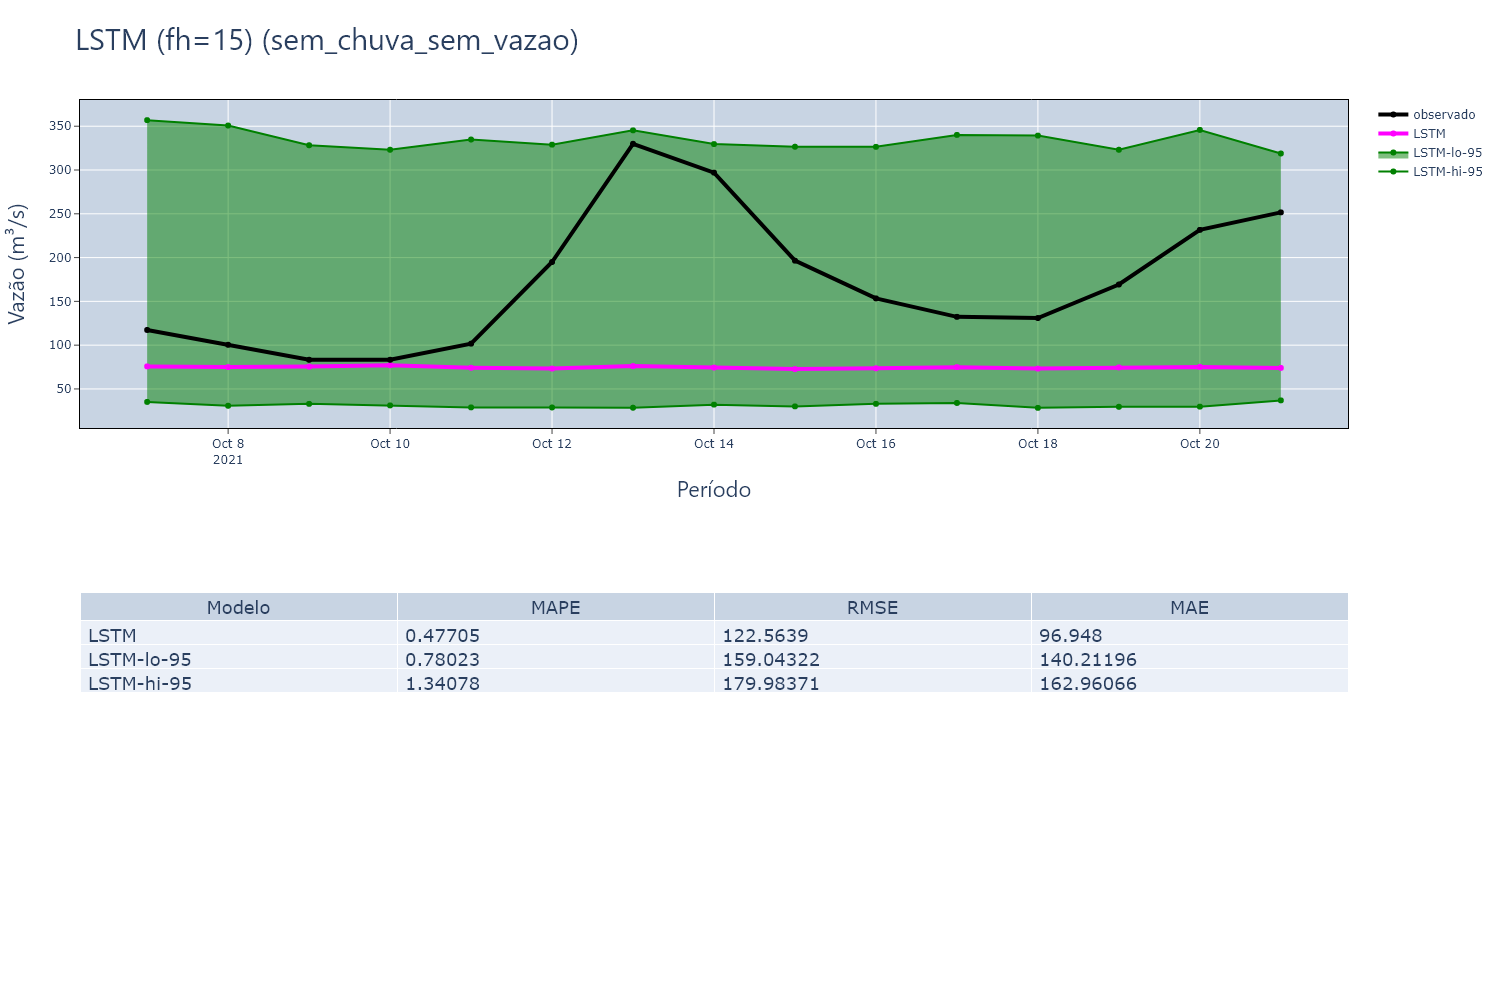 LSTM (fh=15) (sem_chuva_sem_vazao)
observado
LSTM
LSTM-lo-95
LSTM-hi-95
Vazão (m³/s)
350
300
250
200
150
100
50
Oct 8
2021
Oct 10
Oct 12
Oct 14
Oct 16
Oct 18
Oct 20
Período
Modelo MAPE RMSE MAE
LSTM 0.47705 122.5639 96.948
LSTM-lo-95 0.78023 159.04322 140.21196
LSTM-hi-95 1.34078 179.98371 162.96066